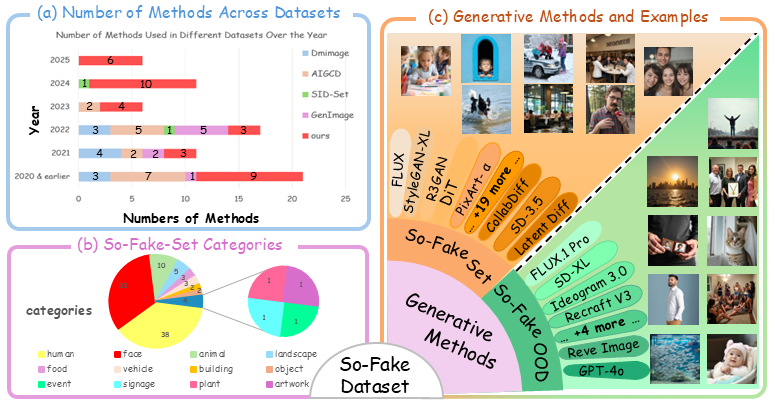 (a) Number of Methods Across Datasets
Number of Methods Used in Different Datasets Over the Year
Year
2025
6
2024
1 10
2023
2 4
2022
3 5 1 5 3
2021
4 2 2 3
2020 & earlier
3 7 1 9
0 5 10 15 20 25
Numbers of Methods
Dmimage
AIGCD
SID-Set
GenImage
ours
(b) So-Fake-Set Categories
categories
10
5
3
3
2
2
38
1 1
1 1
human face animal landscape
food vehicle building object
event signage plant artwork
So-Fake
Dataset
(c) Generative Methods and Examples
FLUX
StyleGAN-XL
R3GAN
DiT
PixArt-α
... +19 more ...
CollabDiff
SD-3.5
Latent Diff
So-Fake Set
Generative
Methods
So-Fake OOD
FLUX.1 Pro
SD-XL
Ideogram 3.0
Recraft V3
... +4 more ...
Reve Image
GPT-4o